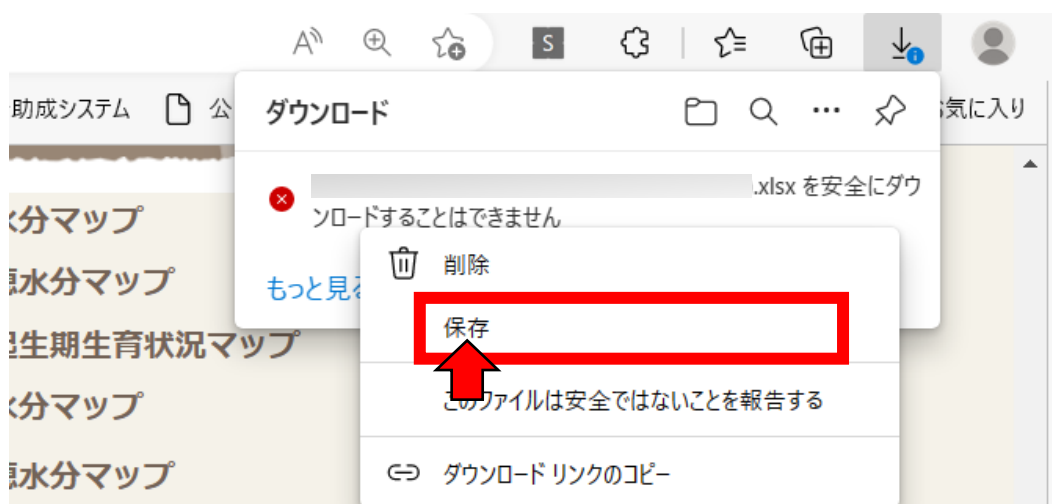 助成システム 公
ダウンロード
気に入り
.xlsx を安全にダウ
ンロードすることはできません
水分マップ
水分マップ
もっと見
生期生育状況マップ
水分マップ
水分マップ
削除
保存
このファイルは安全ではないことを報告する
ダウンロード リンクのコピー